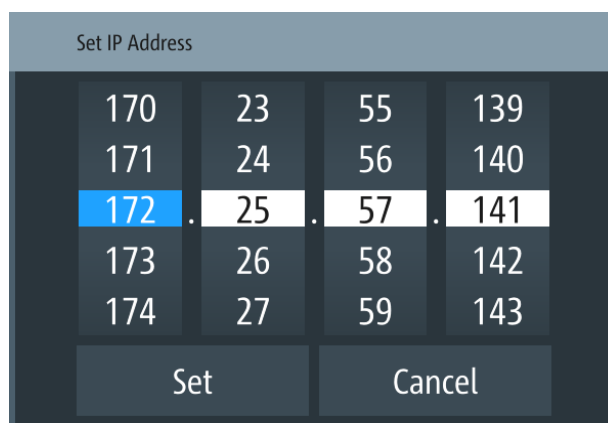 Set IP Address
170 23 55 139
171 24 56 140
172 . 25 . 57 . 141
173 26 58 142
174 27 59 143
Set Cancel